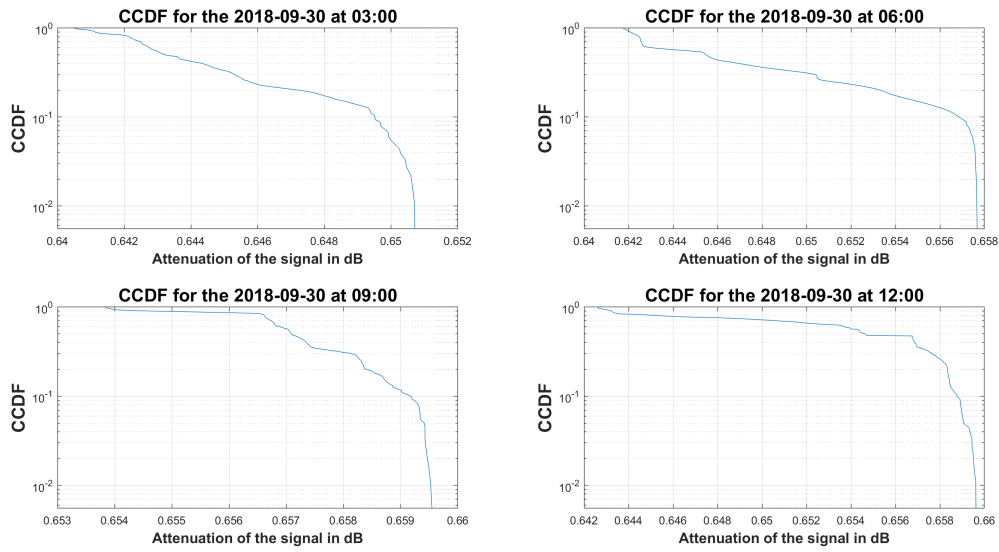 CCDF for the 2018-09-30 at 03:00
10^0
10^-1
10^-2
CCDF
0.64 0.642 0.644 0.646 0.648 0.65 0.652
Attenuation of the signal in dB
CCDF for the 2018-09-30 at 06:00
10^0
10^-1
10^-2
CCDF
0.64 0.642 0.644 0.646 0.648 0.65 0.652 0.654 0.656 0.658
Attenuation of the signal in dB
CCDF for the 2018-09-30 at 09:00
10^0
10^-1
10^-2
CCDF
0.653 0.654 0.655 0.656 0.657 0.658 0.659 0.66
Attenuation of the signal in dB
CCDF for the 2018-09-30 at 12:00
10^0
10^-1
10^-2
CCDF
0.642 0.644 0.646 0.648 0.65 0.652 0.654 0.656 0.658 0.66
Attenuation of the signal in dB